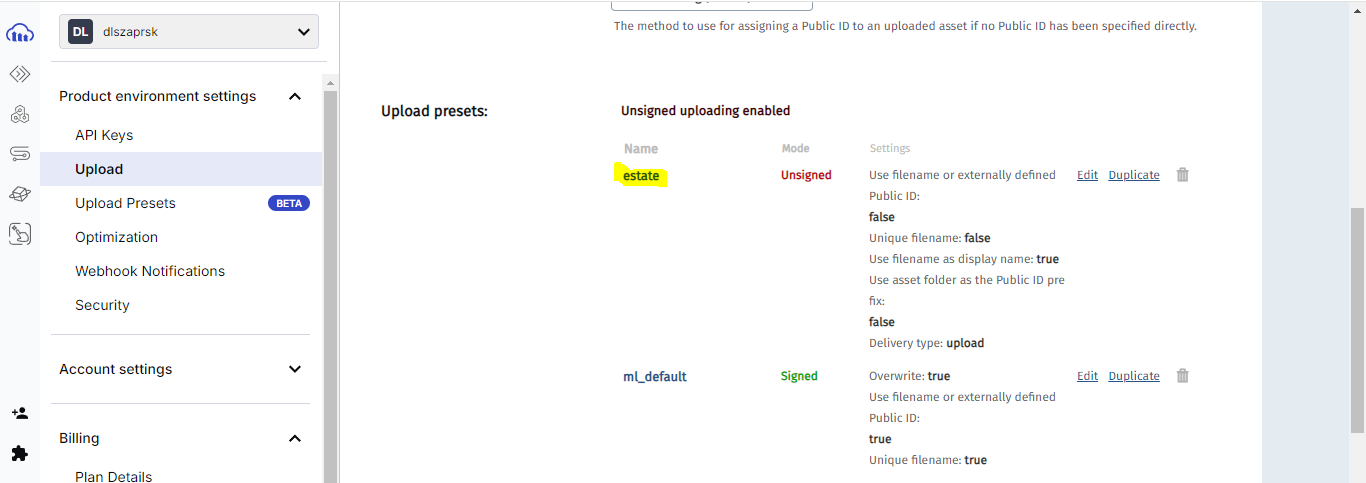 The method to use for assigning a Public ID to an uploaded asset if no Public ID has been specified directly.
DL dlszaprsk
Product environment settings
API Keys
Upload
Upload Presets BETA
Optimization
Webhook Notifications
Security
Account settings
Billing
Plan Details
Upload presets:
Unsigned uploading enabled
Name Mode Settings
estate Unsigned Use filename or externally defined Edit Duplicate
Public ID:
false
Unique filename: false
Use filename as display name: true
Use asset folder as the Public ID pre
fix:
false
Delivery type: upload
ml_default Signed Overwrite: true Edit Duplicate
Use filename or externally defined
Public ID:
true
Unique filename: true